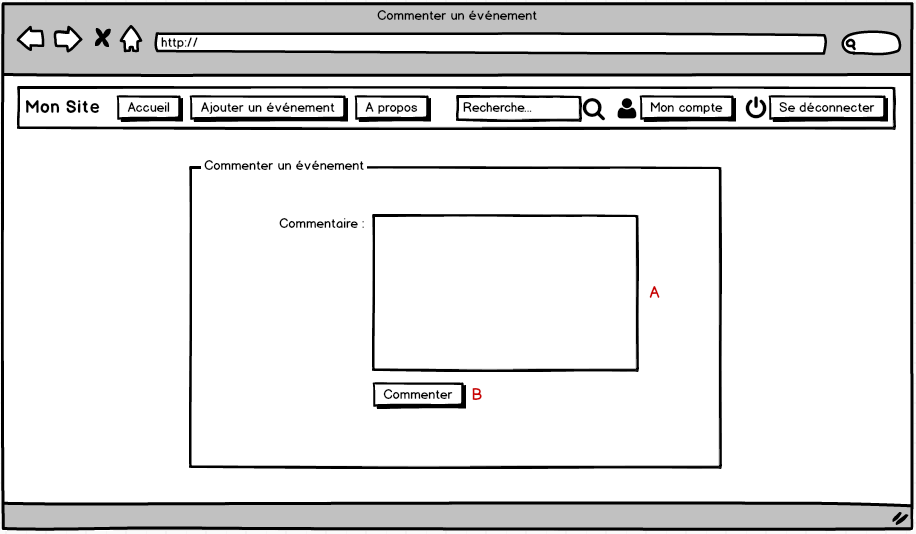 Commenter un événement
http://
Mon Site Accueil Ajouter un événement A propos Recherche... Mon compte Se déconnecter
Commenter un événement
Commentaire :
A
Commenter B